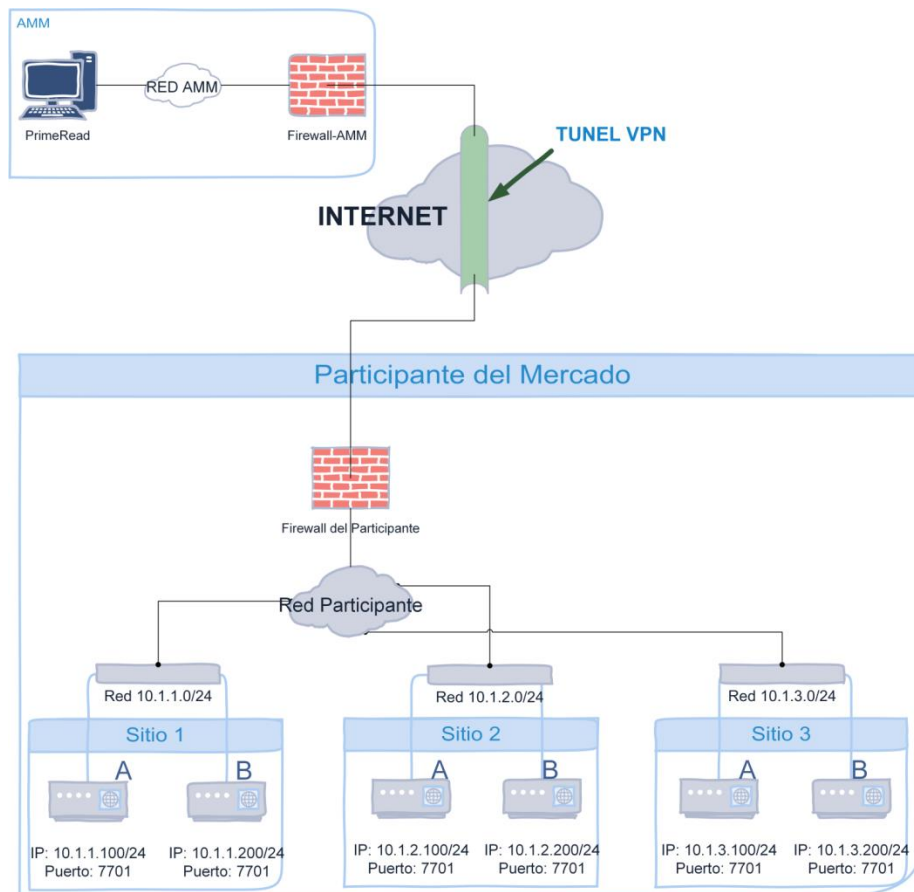 AMM
PrimeRead
RED AMM
Firewall-AMM
TUNEL VPN
INTERNET
Participante del Mercado
Firewall del Participante
Red Participante
Red 10.1.1.0/24
Red 10.1.2.0/24
Red 10.1.3.0/24
Sitio 1
Sitio 2
Sitio 3
A
B
A
B
A
B
IP: 10.1.1.100/24
Puerto: 7701
IP: 10.1.1.200/24
Puerto: 7701
IP: 10.1.2.100/24
Puerto: 7701
IP: 10.1.2.200/24
Puerto: 7701
IP: 10.1.3.100/24
Puerto: 7701
IP: 10.1.3.200/24
Puerto: 7701